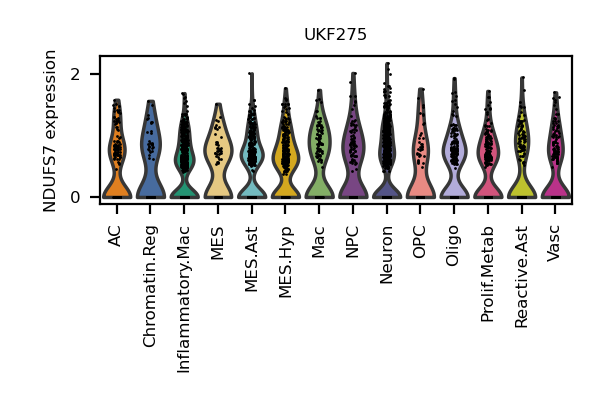 UKF275
NDUFS7 expression
2
0
AC
Chromatin.Reg
Inflammatory.Mac
MES
MES.Ast
MES.Hyp
Mac
NPC
Neuron
OPC
Oligo
Prolif.Metab
Reactive.Ast
Vasc